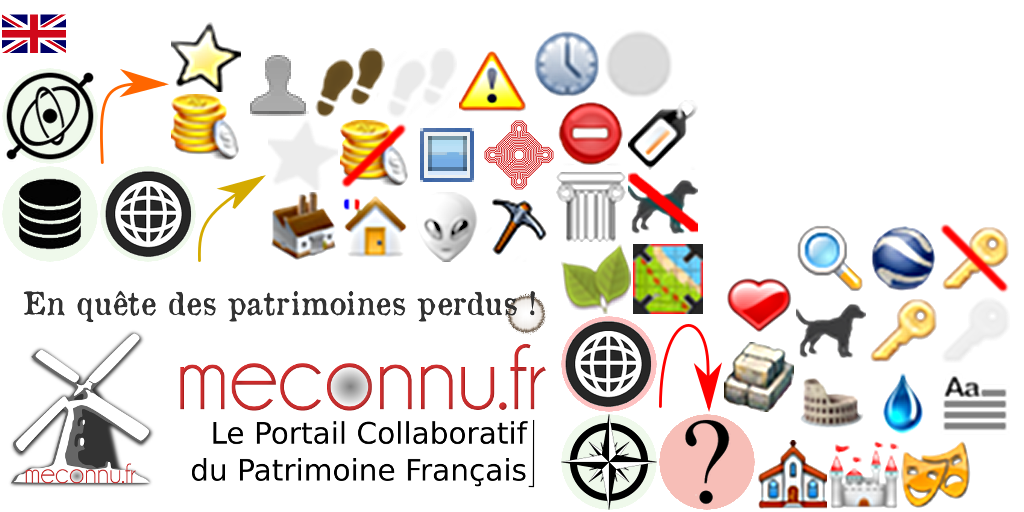 Aa
En quête des patrimoines perdus !
meconnu.fr
Le Portail Collaboratif
du Patrimoine Français
meconnu.fr
?